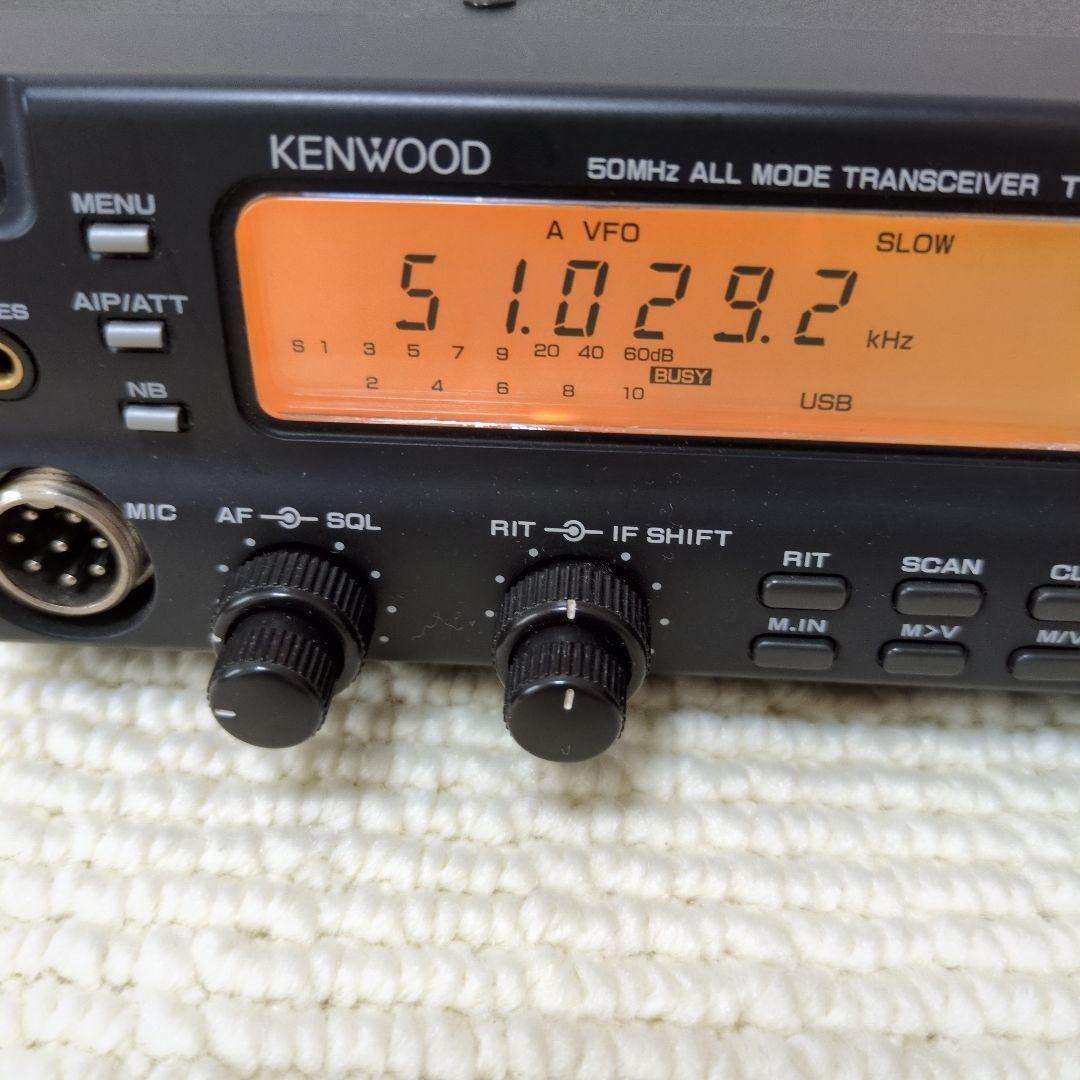 KENWOOD
50MHz ALL MODE TRANSCEIVER T
MENU
AIP/ATT
ES
NB
A VFO
SLOW
51.029.2 kHz
S 1 3 5 7 9 20 40 60dB
BUSY
2 4 6 8 10
USB
MIC
AF SQL
RIT IF SHIFT
RIT
SCAN
CL
M.IN
M>V
M/V